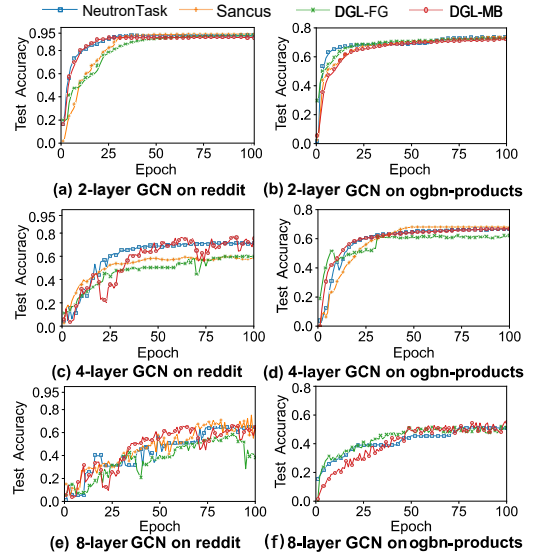 NeutronTask Sancus DGL-FG DGL-MB
0.95 0.8 0.6 0.4 0.2 0.0
Test Accuracy
0 25 50 75 100
Epoch
(a) 2-layer GCN on reddit
0.8 0.6 0.4 0.2 0.0
Test Accuracy
0 25 50 75 100
Epoch
(b) 2-layer GCN on ogbn-products
0.95 0.8 0.6 0.4 0.2 0.0
Test Accuracy
0 25 50 75 100
Epoch
(c) 4-layer GCN on reddit
0.8 0.6 0.4 0.2 0.0
Test Accuracy
0 25 50 75 100
Epoch
(d) 4-layer GCN on ogbn-products
0.95 0.8 0.6 0.4 0.2 0.0
Test Accuracy
0 25 50 75 100
Epoch
(e) 8-layer GCN on reddit
0.8 0.6 0.4 0.2 0.0
Test Accuracy
0 25 50 75 100
Epoch
(f) 8-layer GCN on ogbn-products